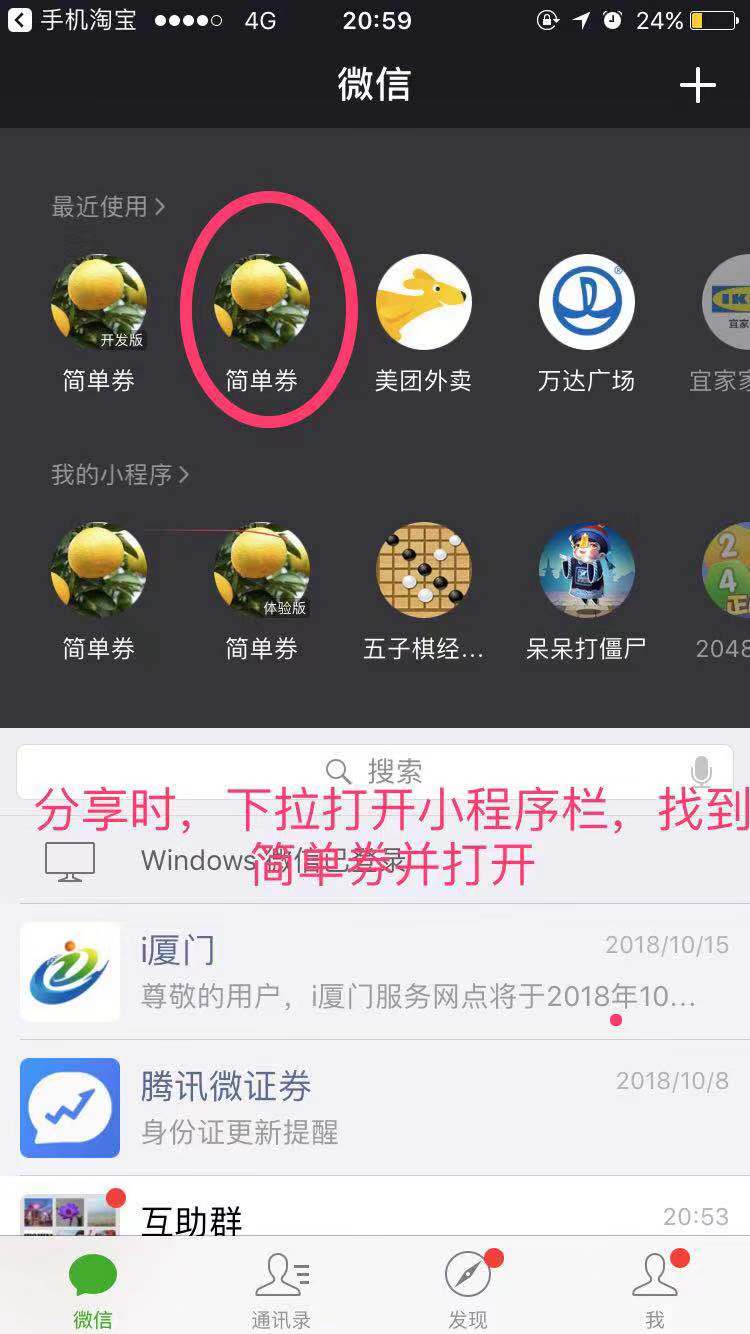 手机淘宝 4G 20:59 24%
微信
最近使用
开发版
简单券 简单券 美团外卖 万达广场 宜家家
我的小程序
体验版
简单券 简单券 五子棋经... 呆呆打僵尸 2048
搜索
分享时，下拉打开小程序栏，找到
简单券并打开
Windows 微信已登录
i厦门 2018/10/15
尊敬的用户，i厦门服务网点将于2018年10...
腾讯微证券 2018/10/8
身份证更新提醒
互助群 20:53
微信 通讯录 发现 我